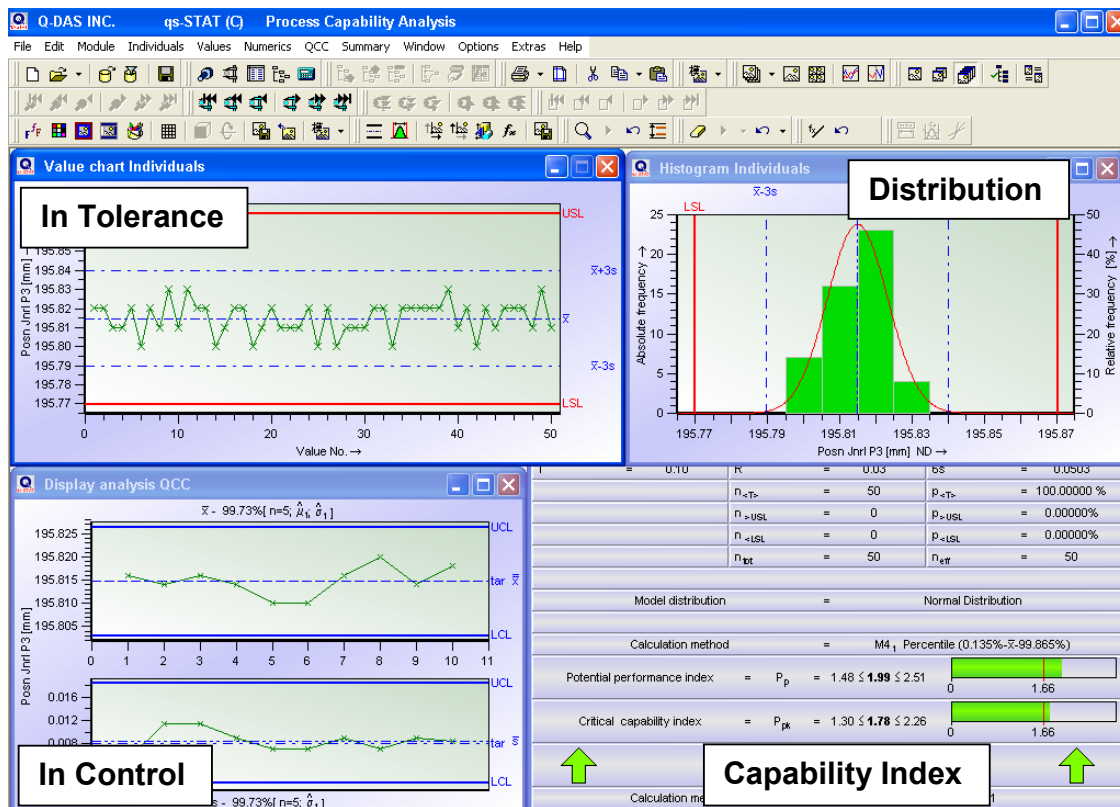 Q-DAS INC. qs-STAT (C) Process Capability Analysis
File Edit Module Individuals Values Numerics QCC Summary Window Options Extras Help
Value chart Individuals
In Tolerance
USL
195.85
195.84
x̄+3s
195.83
195.82
x̄
195.81
195.80
195.79
x̄-3s
195.78
195.77
LSL
Posn Jnrl P3 [mm] →
0 10 20 30 40 50
Value No. →
Histogram Individuals
Distribution
x̄-3s
LSL
25 20 15 10 5 0
Absolute frequency →
50 40 30 20 10 0
Relative frequency [%] →
195.77 195.79 195.81 195.83 195.85 195.87
Posn Jnrl P3 [mm] ND →
Display analysis QCC
x̄ - 99.73%[ n=5; μ̂1; σ̂1]
UCL
195.825
195.820
195.815
tar x̄
195.810
195.805
LCL
Posn Jnrl P3 [mm]
0 1 2 3 4 5 6 7 8 9 10 11
UCL
0.016
0.012
0.008
tar s̄
LCL
In Control
s - 99.73%[ n=5; σ̂1]
= 0.10 R = 0.03 6s = 0.0503
n<T> = 50 p<T> = 100.00000 %
n>USL = 0 p>USL = 0.00000%
n<LSL = 0 p<LSL = 0.00000%
ntot = 50 neff = 50
Model distribution = Normal Distribution
Calculation method = M41 Percentile (0.135%-x̄-99.865%)
Potential performance index = Pp = 1.48 ≤ 1.99 ≤ 2.51
0 1.66
Critical capability index = Ppk = 1.30 ≤ 1.78 ≤ 2.26
0 1.66
Capability Index